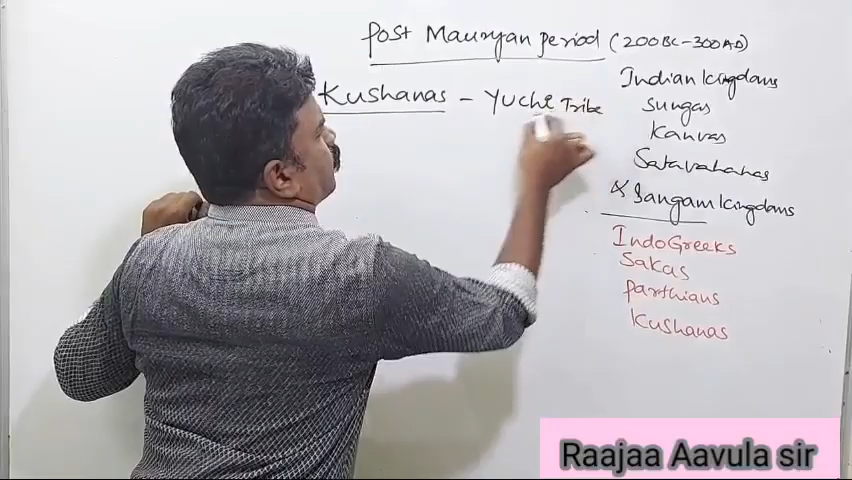 Post Mauryan Period (200BC-300AD)
Kushanas - Yuchi Tribe
Indian kingdoms
Sungas
Kanvas
Satavahanas
& Sangam kingdoms
IndoGreeks
Sakas
Parthians
Kushanas
Raajaa Aavula sir